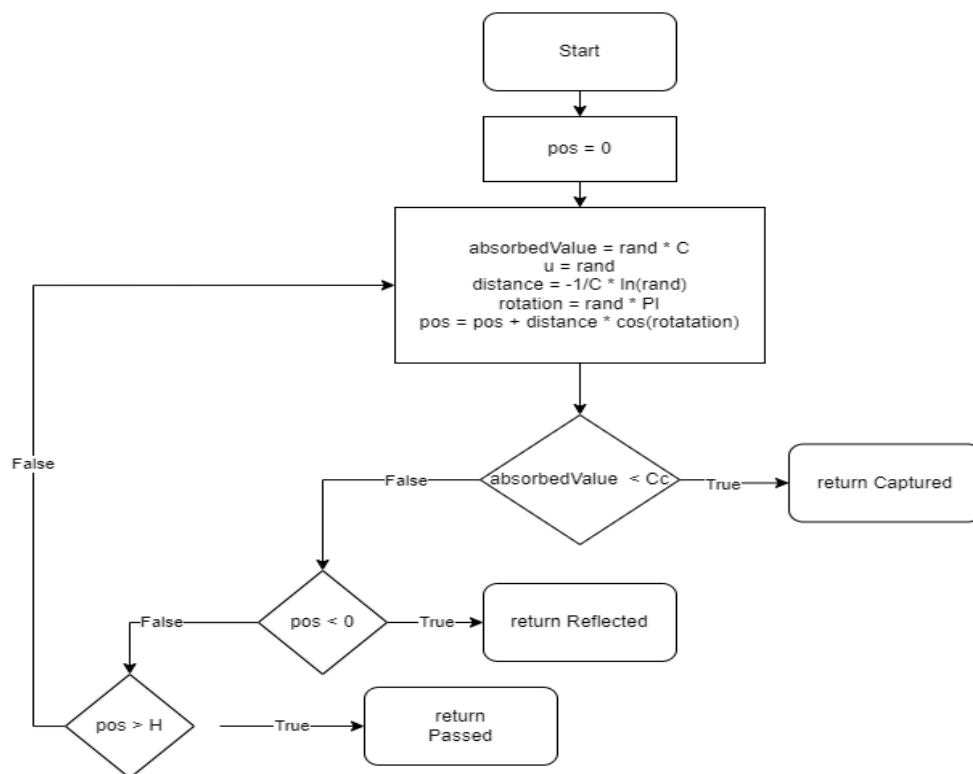 Start
pos = 0
absorbedValue = rand * C
u = rand
distance = -1/C * ln(rand)
rotation = rand * PI
pos = pos + distance * cos(rotatation)
absorbedValue < Cc
True
return Captured
False
pos < 0
True
return Reflected
False
pos > H
True
return
Passed
False